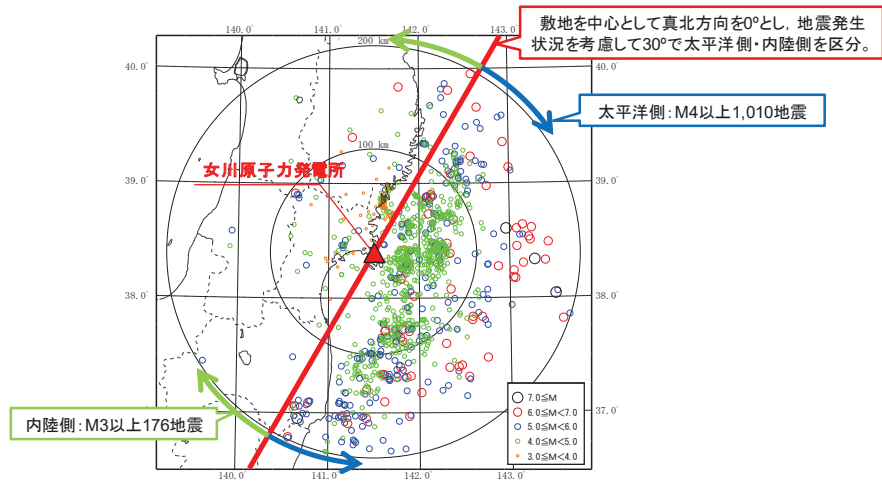 敷地を中心として真北方向を0°とし，地震発生
状況を考慮して30°で太平洋側・内陸側を区分。
140.0°
141.0°
142.0°
143.0°
200 km
40.0°
40.0°
太平洋側：M4以上1,010地震
100 km
女川原子力発電所
39.0°
39.0°
38.0°
38.0°
7.0≦M
6.0≦M<7.0
5.0≦M<6.0
4.0≦M<5.0
3.0≦M<4.0
37.0°
内陸側：M3以上176地震
140.0°
141.0°
142.0°
143.0°